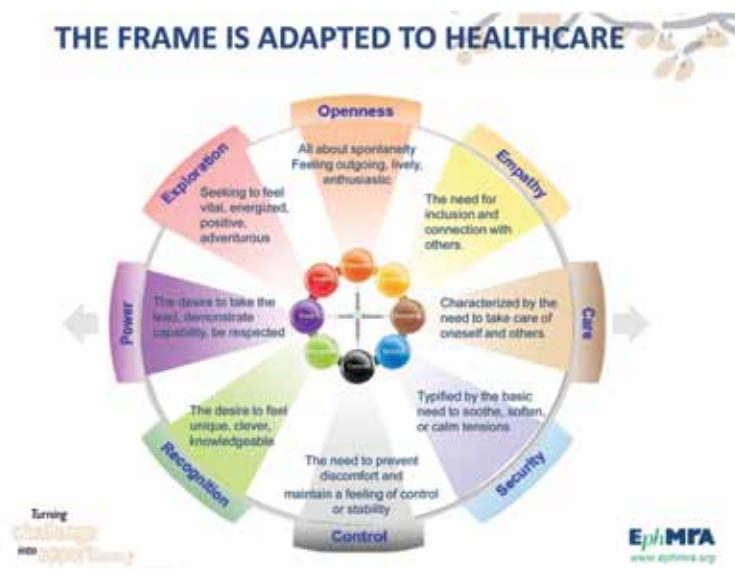 THE FRAME IS ADAPTED TO HEALTHCARE
Openness
All about spontaneity
Feeling outgoing, lively,
enthusiastic
Empathy
The need for
inclusion and
connection with
others.
Care
Characterized by the
need to take care of
oneself and others
Security
Typified by the basic
need to soothe, soften,
or calm tensions
Control
The need to prevent
discomfort and
maintain a feeling of control
or stability
Recognition
The desire to feel
unique, clever,
knowledgeable
Power
The desire to take the
lead, demonstrate
capability, be respected
Exploration
Seeking to feel
vital, energized,
positive,
adventurous
Turning
challenge
into opportunity
EphMRA
www.ephmra.org